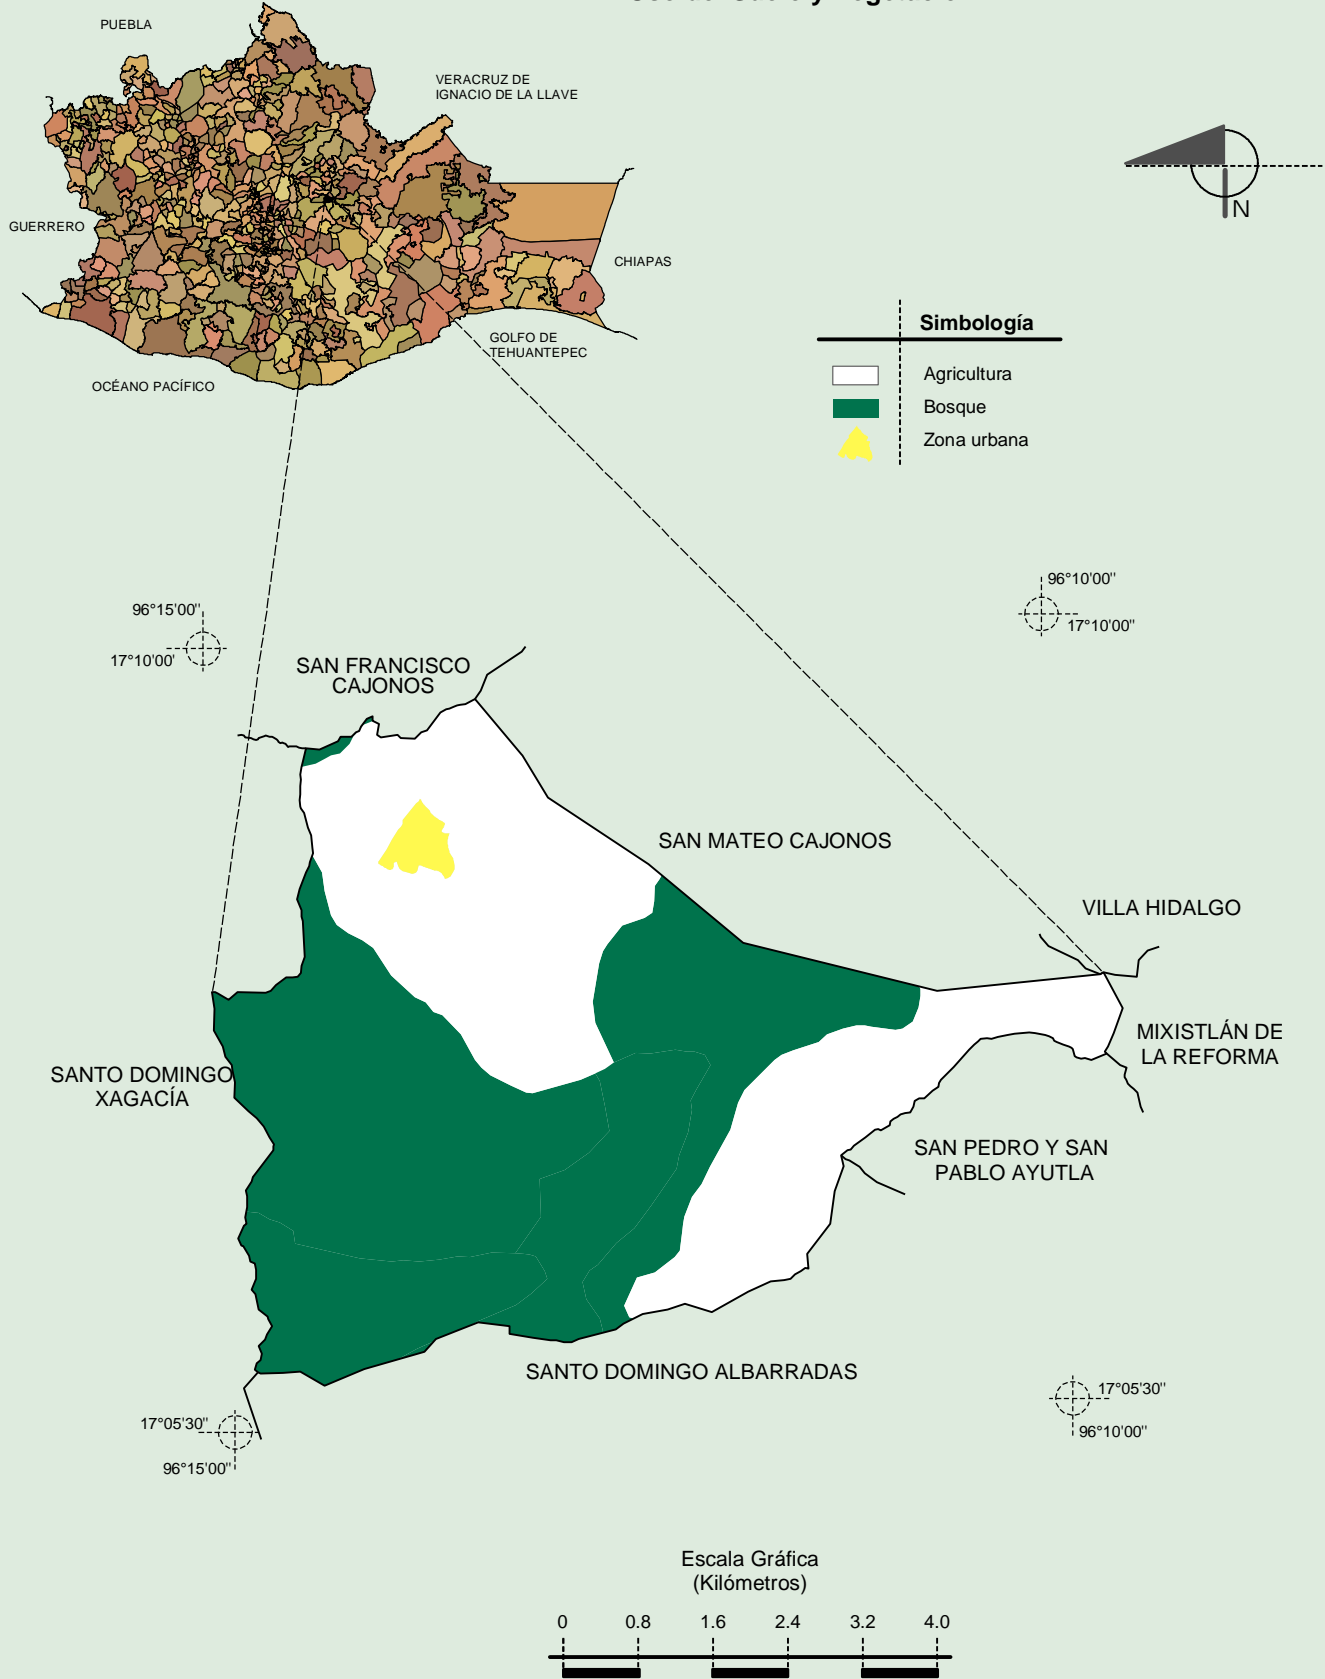 PUEBLA
VERACRUZ DE
IGNACIO DE LA LLAVE
GUERRERO
CHIAPAS
GOLFO DE
TEHUANTEPEC
OCÉANO PACÍFICO
N
Simbología
Agricultura
Bosque
Zona urbana
96°10'00"
17°10'00"
96°15'00"
17°10'00'
SAN FRANCISCO
CAJONOS
SAN MATEO CAJONOS
VILLA HIDALGO
MIXISTLÁN DE
LA REFORMA
SANTO DOMINGO
XAGACÍA
SAN PEDRO Y SAN
PABLO AYUTLA
SANTO DOMINGO ALBARRADAS
17°05'30"
96°10'00"
17°05'30"
96°15'00"
Escala Gráfica
(Kilómetros)
0 0.8 1.6 2.4 3.2 4.0